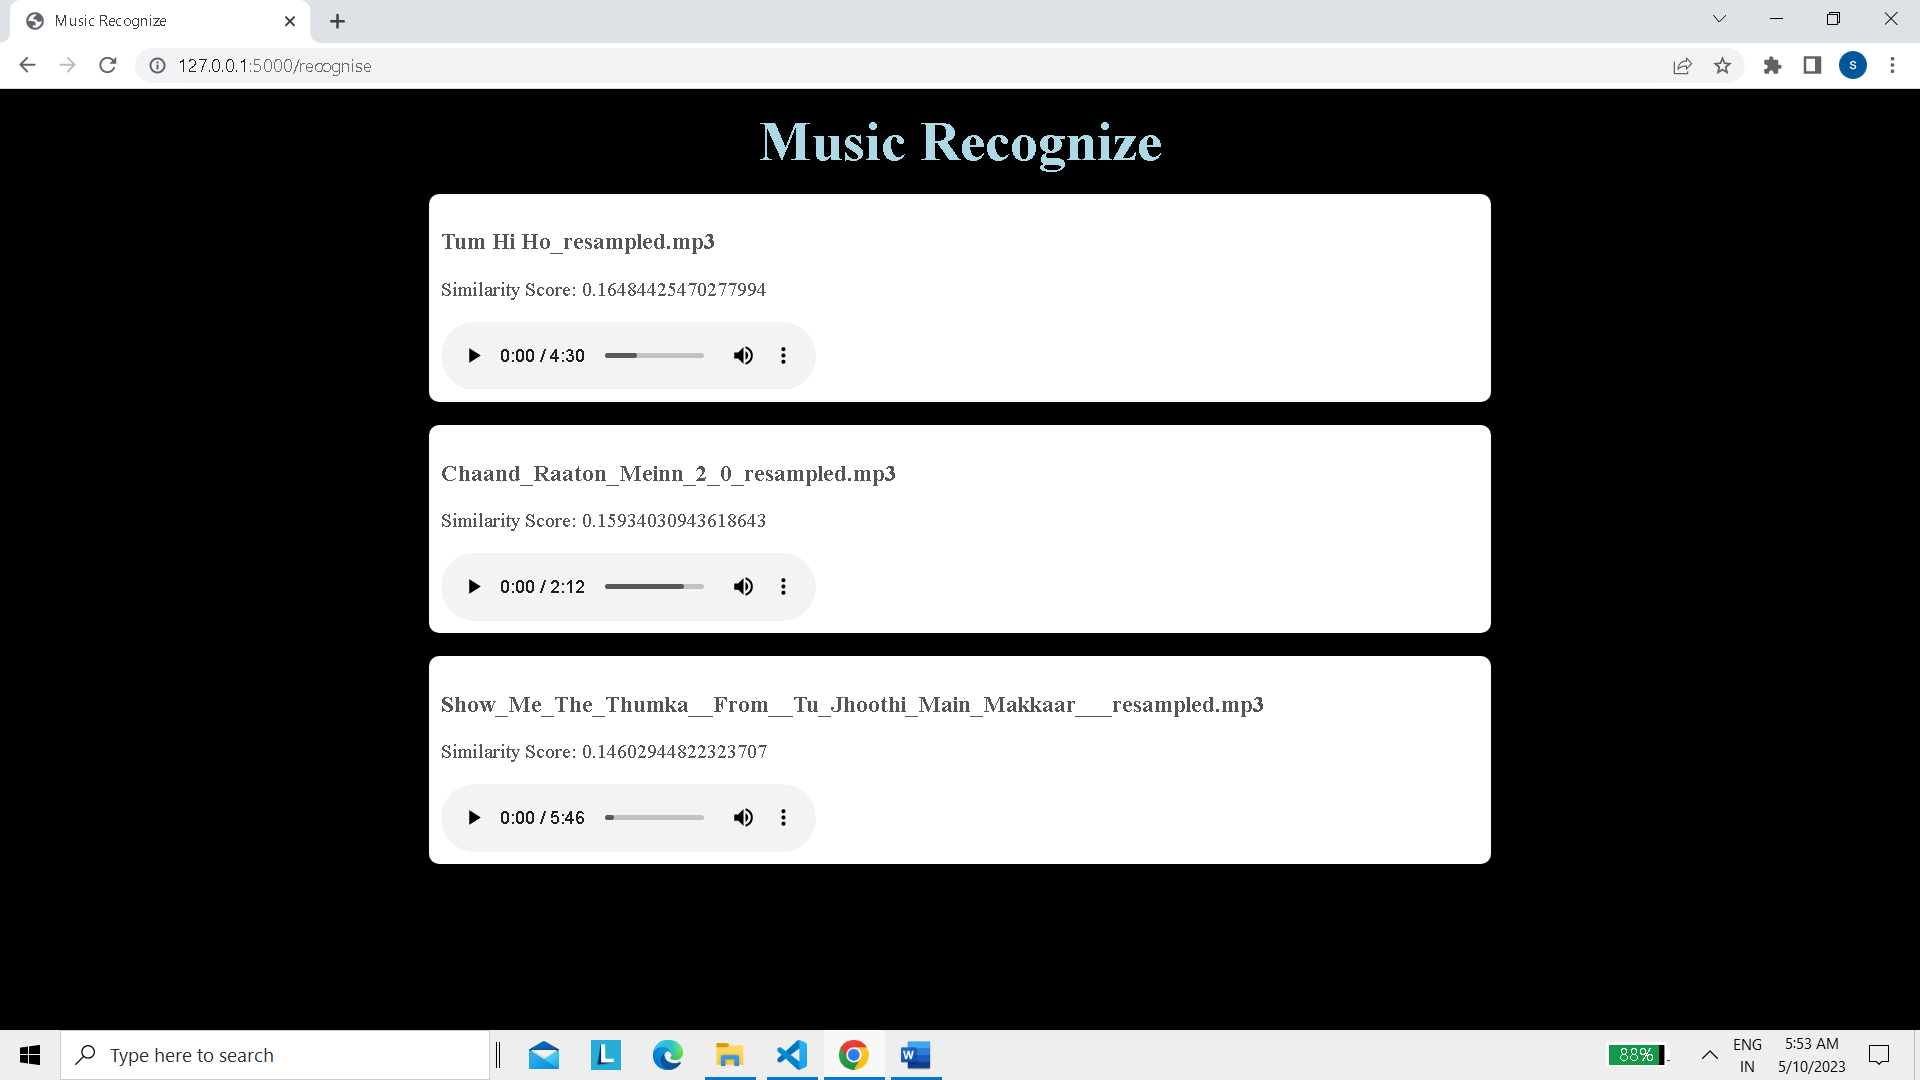 Music Recognize
127.0.0.1:5000/recognise
S
Music Recognize
Tum Hi Ho_resampled.mp3
Similarity Score: 0.16484425470277994
0:00 / 4:30
Chaand_Raaton_Meinn_2_0_resampled.mp3
Similarity Score: 0.15934030943618643
0:00 / 2:12
Show_Me_The_Thumka__From__Tu_Jhoothi_Main_Makkaar___resampled.mp3
Similarity Score: 0.14602944822323707
0:00 / 5:46
Type here to search
L
W
88%
ENG
IN
5:53 AM
5/10/2023